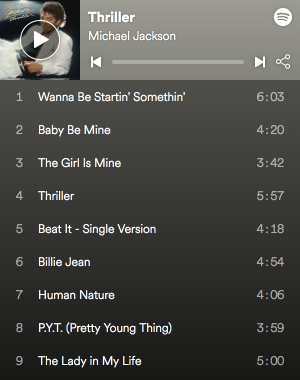 Thriller
Michael Jackson
1 Wanna Be Startin' Somethin' 6:03
2 Baby Be Mine 4:20
3 The Girl Is Mine 3:42
4 Thriller 5:57
5 Beat It - Single Version 4:18
6 Billie Jean 4:54
7 Human Nature 4:06
8 P.Y.T. (Pretty Young Thing) 3:59
9 The Lady in My Life 5:00